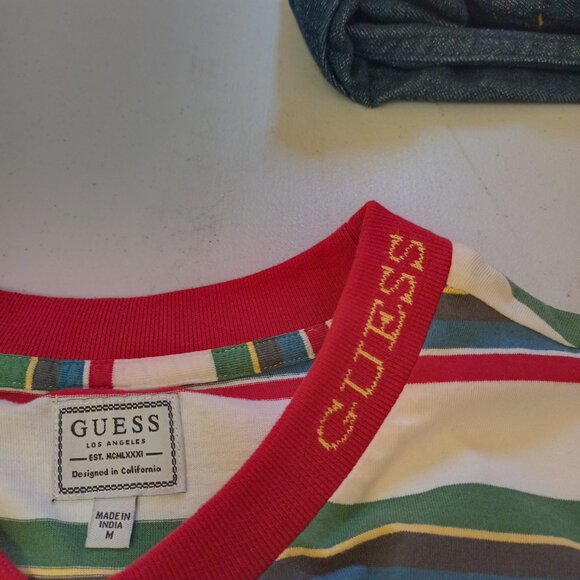 GUESS
GUESS
LOS ANGELES
EST. MCMLXXXI
Designed in California
MADE IN
INDIA
M